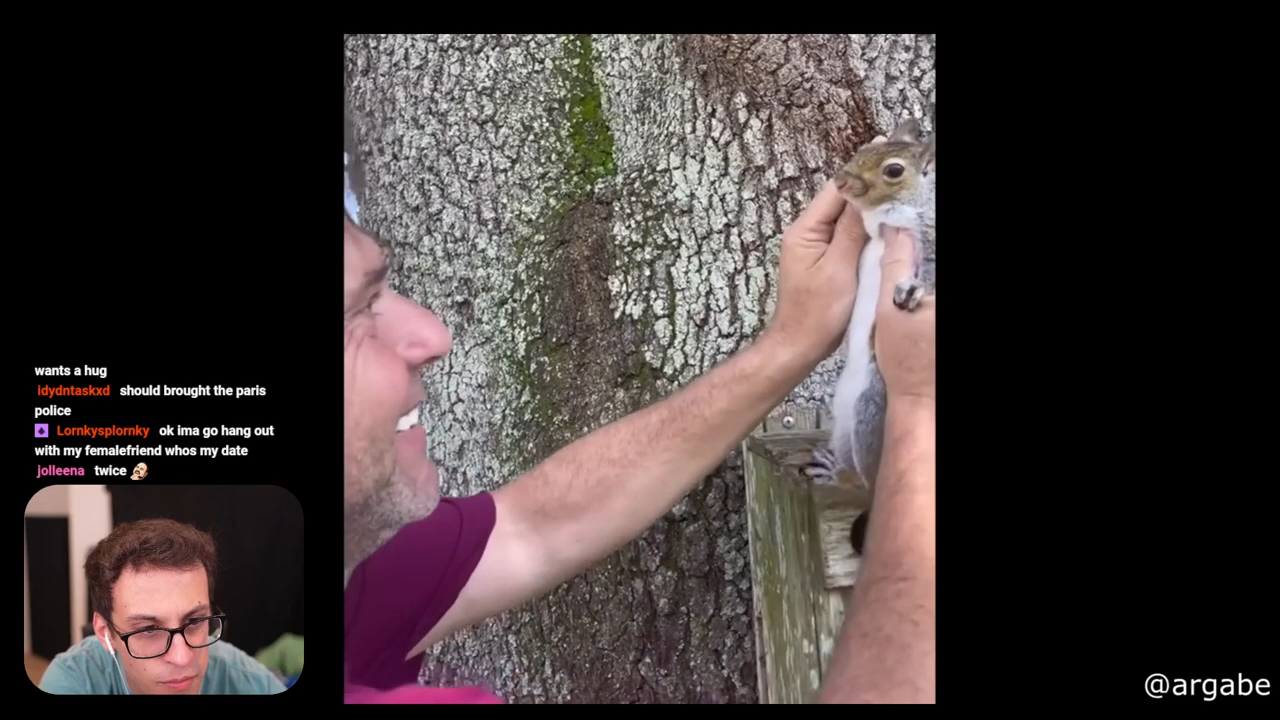 wants a hug
idydntaskxd should brought the paris
police
Lornkysplornky ok ima go hang out
with my femalefriend whos my date
jolleena twice
@argabe